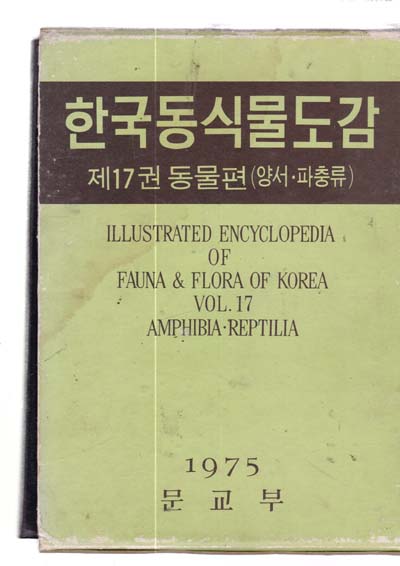 한국동식물도감
제17권 동물편(양서·파충류)
ILLUSTRATED ENCYCLOPEDIA
OF
FAUNA & FLORA OF KOREA
VOL. 17
AMPHIBIA·REPTILIA
1975
문교부